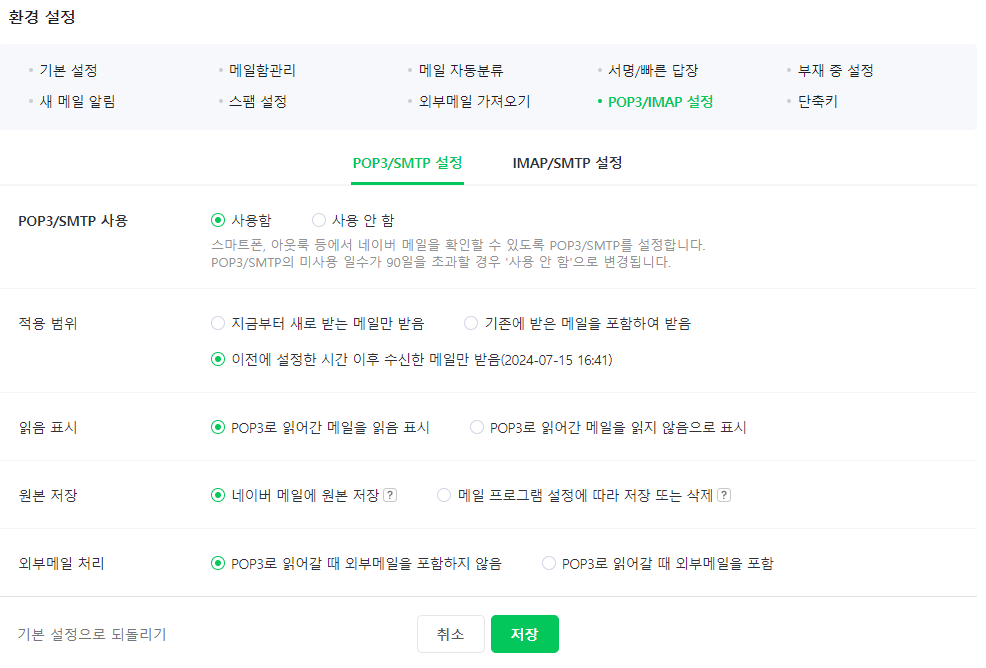 환경 설정
기본 설정 메일함관리 메일 자동분류 서명/빠른 답장 부재 중 설정
새 메일 알림 스팸 설정 외부메일 가져오기 POP3/IMAP 설정 단축키
POP3/SMTP 설정 IMAP/SMTP 설정
POP3/SMTP 사용 사용함 사용 안 함
스마트폰, 아웃룩 등에서 네이버 메일을 확인할 수 있도록 POP3/SMTP를 설정합니다.
POP3/SMTP의 미사용 일수가 90일을 초과할 경우 '사용 안 함'으로 변경됩니다.
적용 범위 지금부터 새로 받는 메일만 받음 기존에 받은 메일을 포함하여 받음
이전에 설정한 시간 이후 수신한 메일만 받음(2024-07-15 16:41)
읽음 표시 POP3로 읽어간 메일을 읽음 표시 POP3로 읽어간 메일을 읽지 않음으로 표시
원본 저장 네이버 메일에 원본 저장 ? 메일 프로그램 설정에 따라 저장 또는 삭제 ?
외부메일 처리 POP3로 읽어갈 때 외부메일을 포함하지 않음 POP3로 읽어갈 때 외부메일을 포함
기본 설정으로 되돌리기 취소 저장